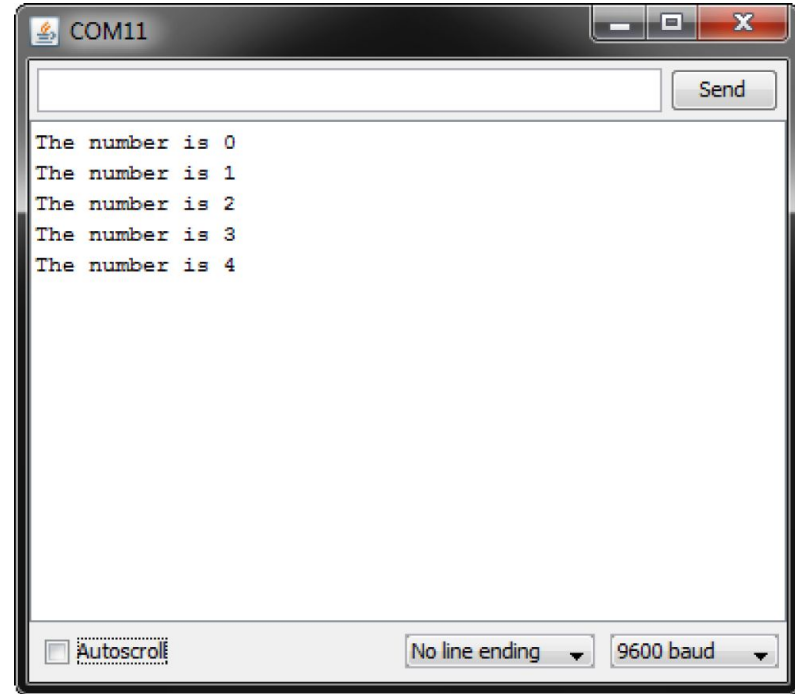 COM11
Send
The number is 0
The number is 1
The number is 2
The number is 3
The number is 4
Autoscroll
No line ending
9600 baud